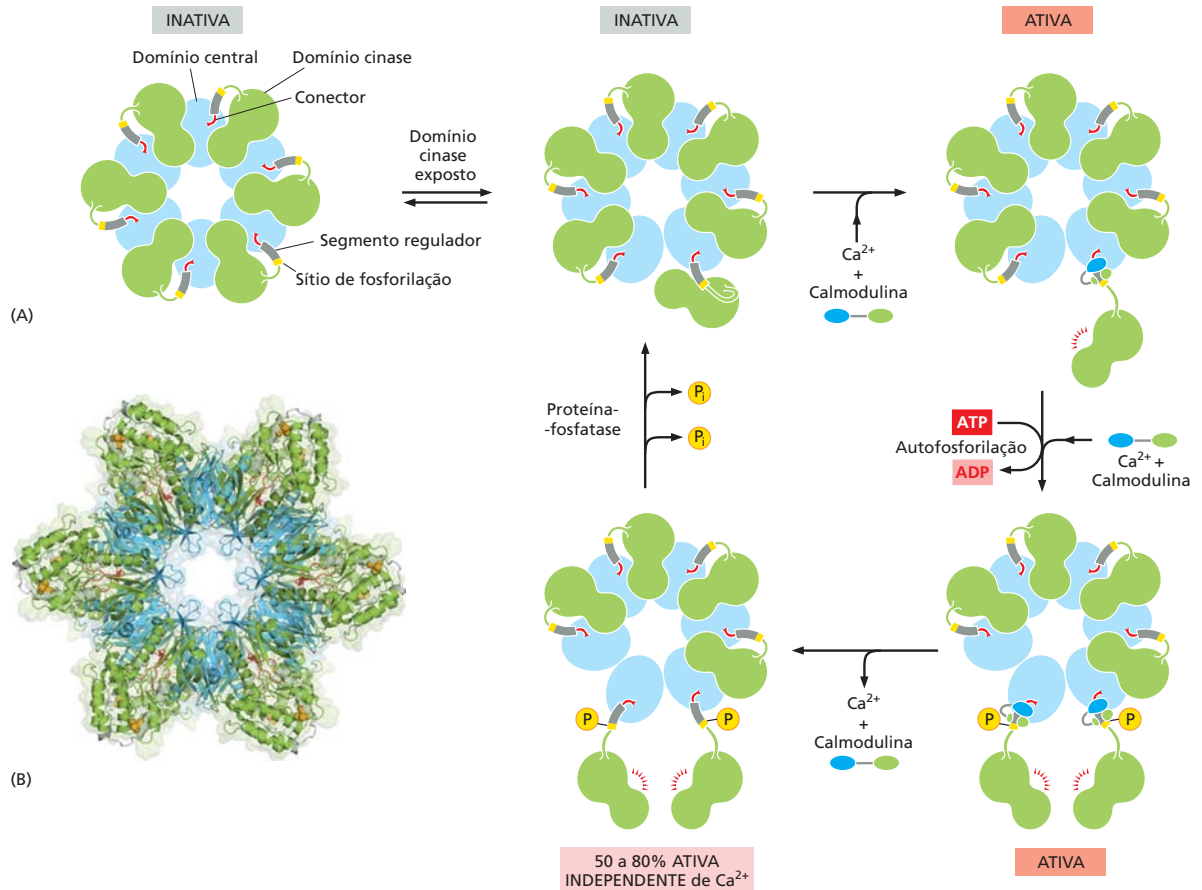 INATIVA
INATIVA
ATIVA
Domínio central
Domínio cinase
Conector
Segmento regulador
Sítio de fosforilação
(A)
Domínio
cinase
exposto
Ca2+
+
Calmodulina
ATP
Autofosforilação
ADP
Ca2+ +
Calmodulina
Proteína-
-fosfatase
Pi
Pi
(B)
P
P
Ca2+
+
Calmodulina
P
P
50 a 80% ATIVA
INDEPENDENTE de Ca2+
ATIVA